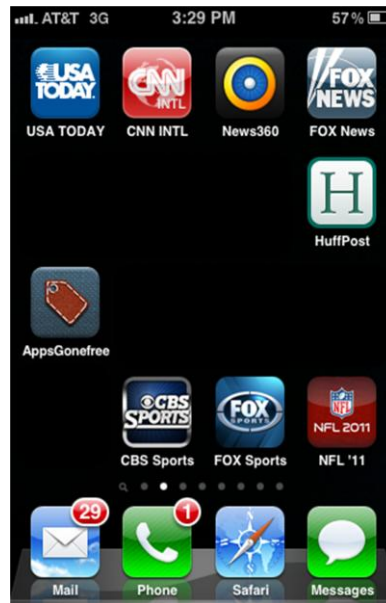 AT&T 3G 3:29 PM 57%
USA TODAY. CNN INTL FOX NEWS
USA TODAY CNN INTL News360 FOX News
H
HuffPost
AppsGonefree
CBS SPORTS FOX SPORTS NFL NFL 2011
CBS Sports FOX Sports NFL '11
29 1
Mail Phone Safari Messages